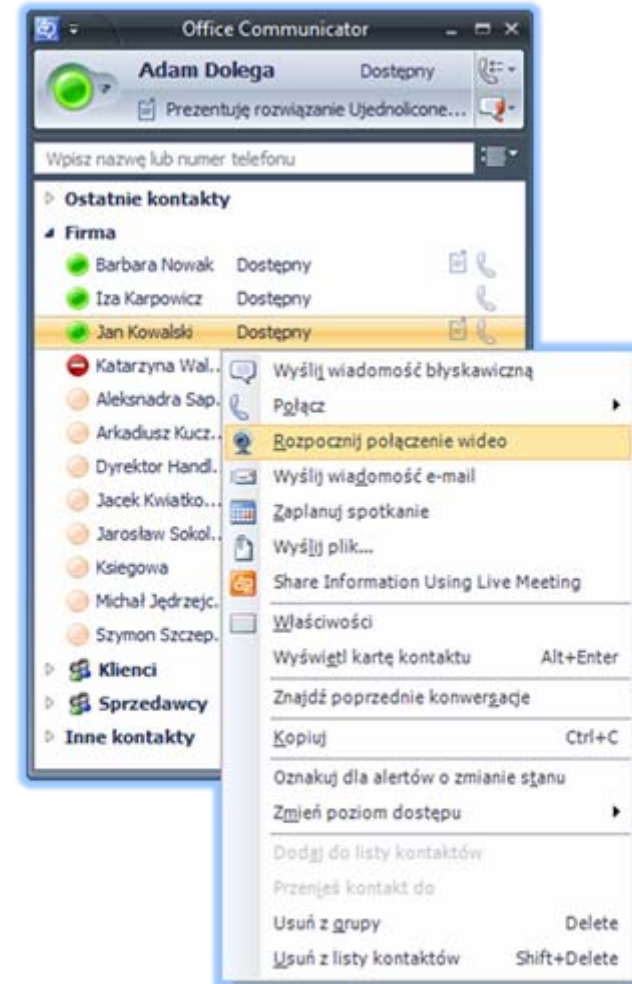 Office Communicator
Adam Dolega Dostępny
Prezentuję rozwiązanie Ujednolicone...
Wpisz nazwę lub numer telefonu
Ostatnie kontakty
Firma
Barbara Nowak Dostępny
Iza Karpowicz Dostępny
Jan Kowalski Dostępny
Katarzyna Wal..
Aleksnadra Sap.
Arkadiusz Kucz..
Dyrektor Handl.
Jacek Kwiatko...
Jarosław Sokol..
Ksiegowa
Michał Jędrzejc.
Szymon Szczep.
Klienci
Sprzedawcy
Inne kontakty
Wyślij wiadomość błyskawiczną
Połącz
Rozpocznij połączenie wideo
Wyślij wiadomość e-mail
Zaplanuj spotkanie
Wyślij plik...
Share Information Using Live Meeting
Właściwości
Wyświetl kartę kontaktu Alt+Enter
Znajdź poprzednie konwersacje
Kopiuj Ctrl+C
Oznakuj dla alertów o zmianie stanu
Zmień poziom dostępu
Dodaj do listy kontaktów
Przenieś kontakt do
Usuń z grupy Delete
Usuń z listy kontaktów Shift+Delete